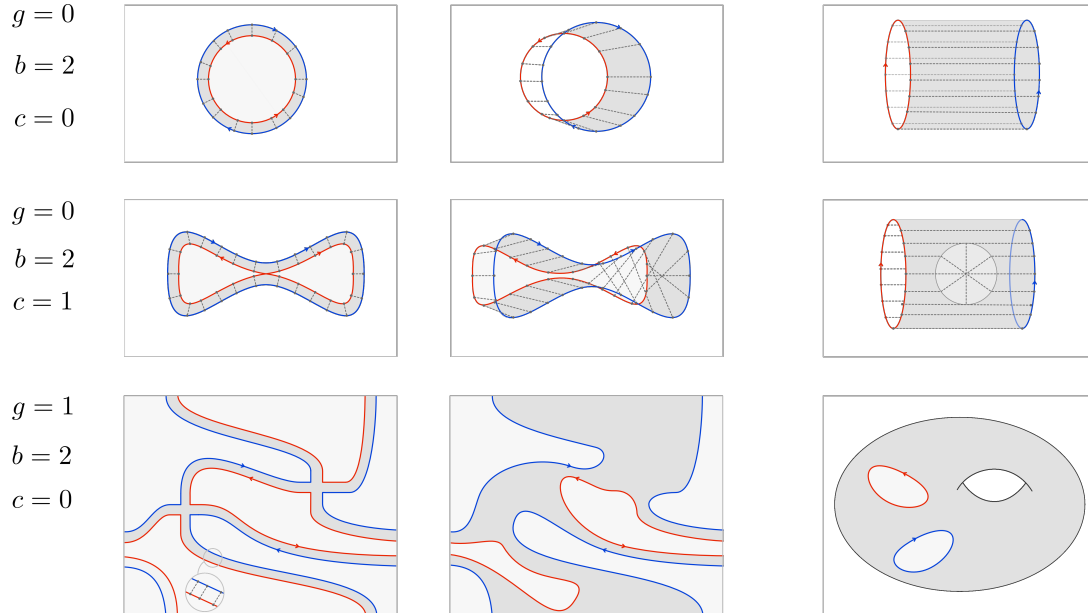 g = 0
b = 2
c = 0
g = 0
b = 2
c = 1
g = 1
b = 2
c = 0